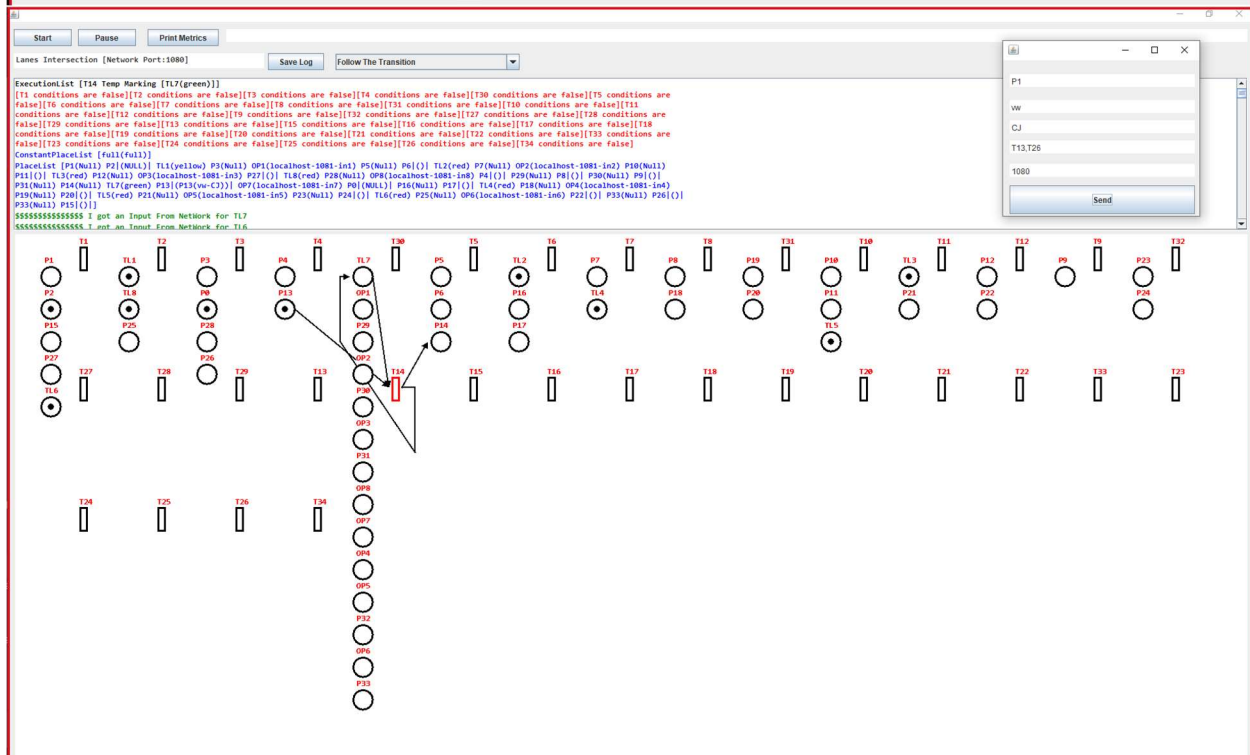 Start Pause Print Metrics
Lanes Intersection [Network Port:1080] Save Log Follow The Transition
ExecutionList [T14 Temp Marking [TL7(green)]]
[T1 conditions are false][T2 conditions are false][T3 conditions are false][T4 conditions are false][T30 conditions are false][T5 conditions are
false][T6 conditions are false][T7 conditions are false][T8 conditions are false][T31 conditions are false][T10 conditions are false][T11
conditions are false][T12 conditions are false][T9 conditions are false][T32 conditions are false][T27 conditions are false][T28 conditions are
false][T29 conditions are false][T13 conditions are false][T15 conditions are false][T16 conditions are false][T17 conditions are false][T18
conditions are false][T19 conditions are false][T20 conditions are false][T21 conditions are false][T22 conditions are false][T33 conditions are
false][T23 conditions are false][T24 conditions are false][T25 conditions are false][T26 conditions are false][T34 conditions are false]
ConstantPlaceList [full(full)]
PlaceList [P1(Null) P2|(NULL)| TL1(yellow) P3(Null) OP1(localhost-1081-in1) P5(Null) P6|()| TL2(red) P7(Null) OP2(localhost-1081-in2) P10(Null)
P11|()| TL3(red) P12(Null) OP3(localhost-1081-in3) P27|()| TL8(red) P28(Null) OP8(localhost-1081-in8) P4|()| P29(Null) P8|()| P30(Null) P9|()|
P31(Null) P14(Null) TL7(green) P13|(P13(vw-CJ))| OP7(localhost-1081-in7) P0|(NULL)| P16(Null) P17|()| TL4(red) P18(Null) OP4(localhost-1081-in4)
P19(Null) P20|()| TL5(red) P21(Null) OP5(localhost-1081-in5) P23(Null) P24|()| TL6(red) P25(Null) OP6(localhost-1081-in6) P22|()| P33(Null) P26|()|
P33(Null) P15|()|]
$$$$$$$$$$$$$$$ I got an Input From NetWork for TL7
$$$$$$$$$$$$$$$ I got an Input From NetWork for TL6
P1
vw
CJ
T13,T26
1080
Send
T1 T2 T3 T4 T30 T5 T6 T7 T8 T31 T10 T11 T12 T9 T32
P1 TL1 P3 P4 TL7 P5 TL2 P7 P8 P19 P10 TL3 P12 P9 P23
P2 TL8 P0 P13 OP1 P6 P16 TL4 P18 P20 P11 P21 P22 P24
P15 P25 P28 P29 P14 P17 TL5
P27 P26 OP2
T27 T28 T29 T13 T14 T15 T16 T17 T18 T19 T20 T21 T22 T33 T23
TL6 P30
OP3
P31
T24 T25 T26 T34 OP8
OP7
OP4
OP5
P32
OP6
P33